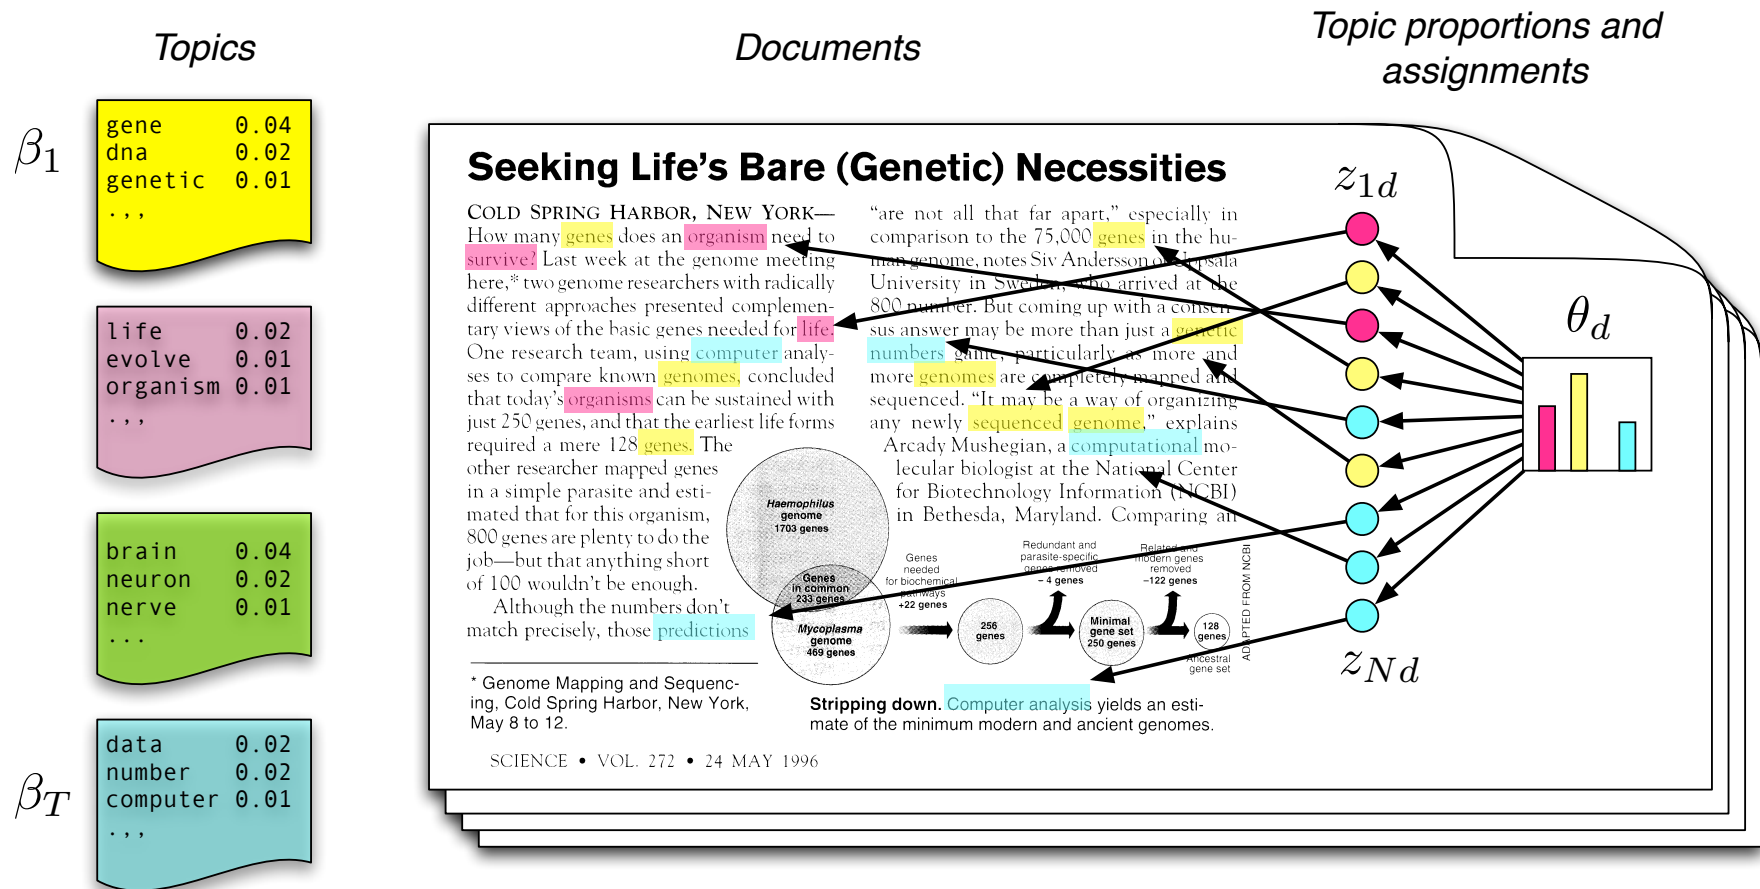 Topics
Documents
Topic proportions and
assignments
β1
gene 0.04
dna 0.02
genetic 0.01
.,,
life 0.02
evolve 0.01
organism 0.01
.,,
brain 0.04
neuron 0.02
nerve 0.01
...
βT
data 0.02
number 0.02
computer 0.01
.,,
Seeking Life's Bare (Genetic) Necessities
COLD SPRING HARBOR, NEW YORK—
How many genes does an organism need to
survive? Last week at the genome meeting
here,* two genome researchers with radically
different approaches presented complemen-
tary views of the basic genes needed for life.
One research team, using computer analy-
ses to compare known genomes, concluded
that today's organisms can be sustained with
just 250 genes, and that the earliest life forms
required a mere 128 genes. The
other researcher mapped genes
in a simple parasite and esti-
mated that for this organism,
800 genes are plenty to do the
job—but that anything short
of 100 wouldn't be enough.
Although the numbers don't
match precisely, those predictions
* Genome Mapping and Sequenc-
ing, Cold Spring Harbor, New York,
May 8 to 12.
"are not all that far apart," especially in
comparison to the 75,000 genes in the hu-
man genome, notes Siv Andersson of Uppsala
University in Sweden, who arrived at the
800 number. But coming up with a consen-
sus answer may be more than just a genetic
numbers game, particularly as more and
more genomes are completely mapped and
sequenced. "It may be a way of organizing
any newly sequenced genome," explains
Arcady Mushegian, a computational mo-
lecular biologist at the National Center
for Biotechnology Information (NCBI)
in Bethesda, Maryland. Comparing an
Haemophilus
genome
1703 genes
Genes
in common
233 genes
Mycoplasma
genome
469 genes
Genes
needed
for biochemical
pathways
+22 genes
256
genes
Redundant and
parasite-specific
genes removed
– 4 genes
Minimal
gene set
250 genes
Related and
modern genes
removed
–122 genes
128
genes
Ancestral
gene set
ADAPTED FROM NCBI
Stripping down. Computer analysis yields an esti-
mate of the minimum modern and ancient genomes.
SCIENCE • VOL. 272 • 24 MAY 1996
z1d
zNd
θd